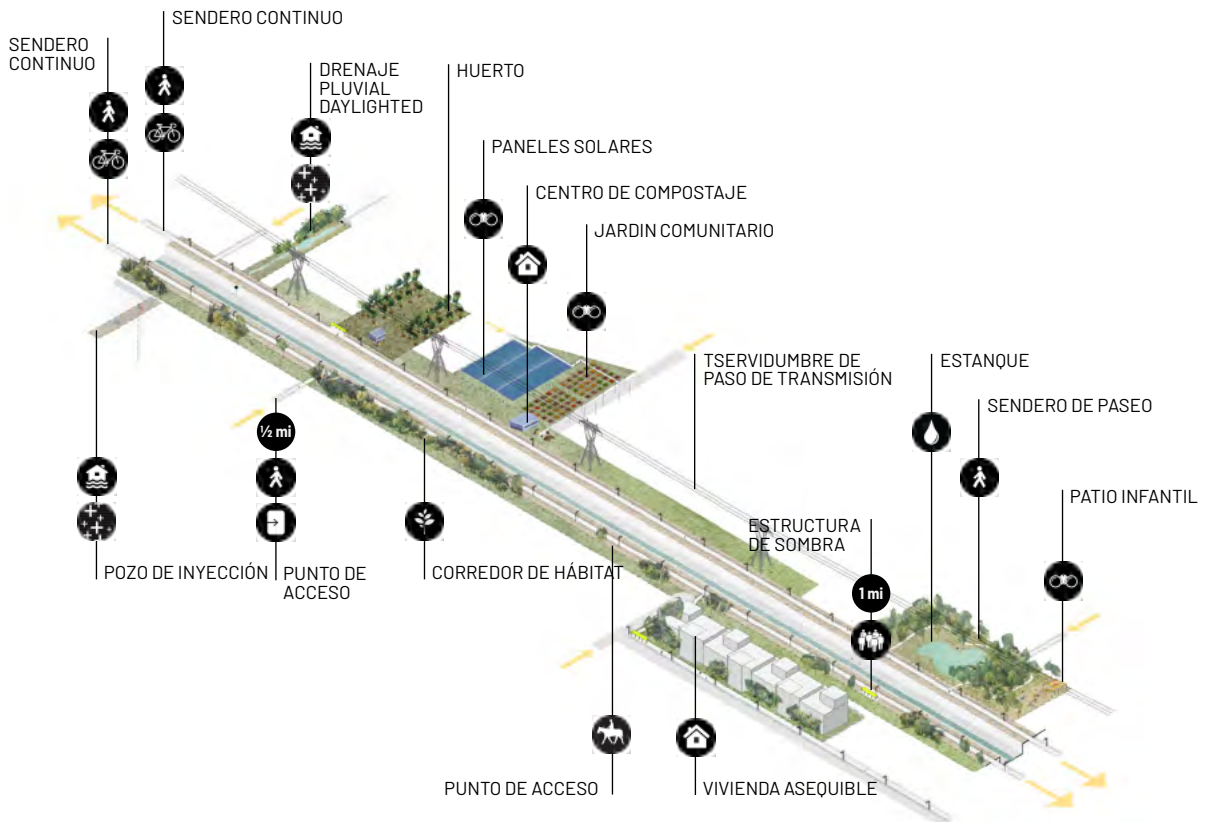 SENDERO CONTINUO
SENDERO
CONTINUO
DRENAJE
PLUVIAL
DAYLIGHTED
HUERTO
PANELES SOLARES
CENTRO DE COMPOSTAJE
JARDIN COMUNITARIO
TSERVIDUMBRE DE
PASO DE TRANSMISIÓN
ESTANQUE
SENDERO DE PASEO
PATIO INFANTIL
½ mi
ESTRUCTURA
DE SOMBRA
1 mi
POZO DE INYECCIÓN
PUNTO DE
ACCESO
CORREDOR DE HÁBITAT
PUNTO DE ACCESO
VIVIENDA ASEQUIBLE